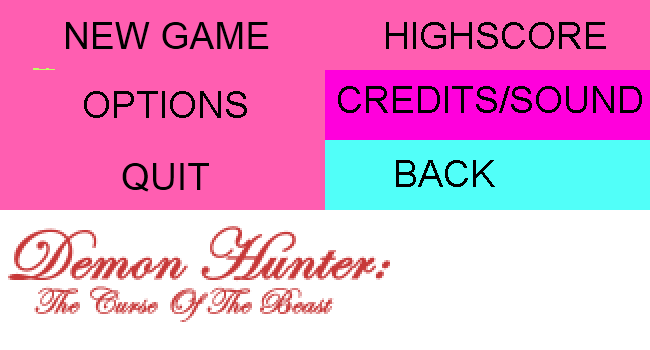 NEW GAME
HIGHSCORE
OPTIONS
CREDITS/SOUND
QUIT
BACK
Demon Hunter:
The Curse Of The Beast